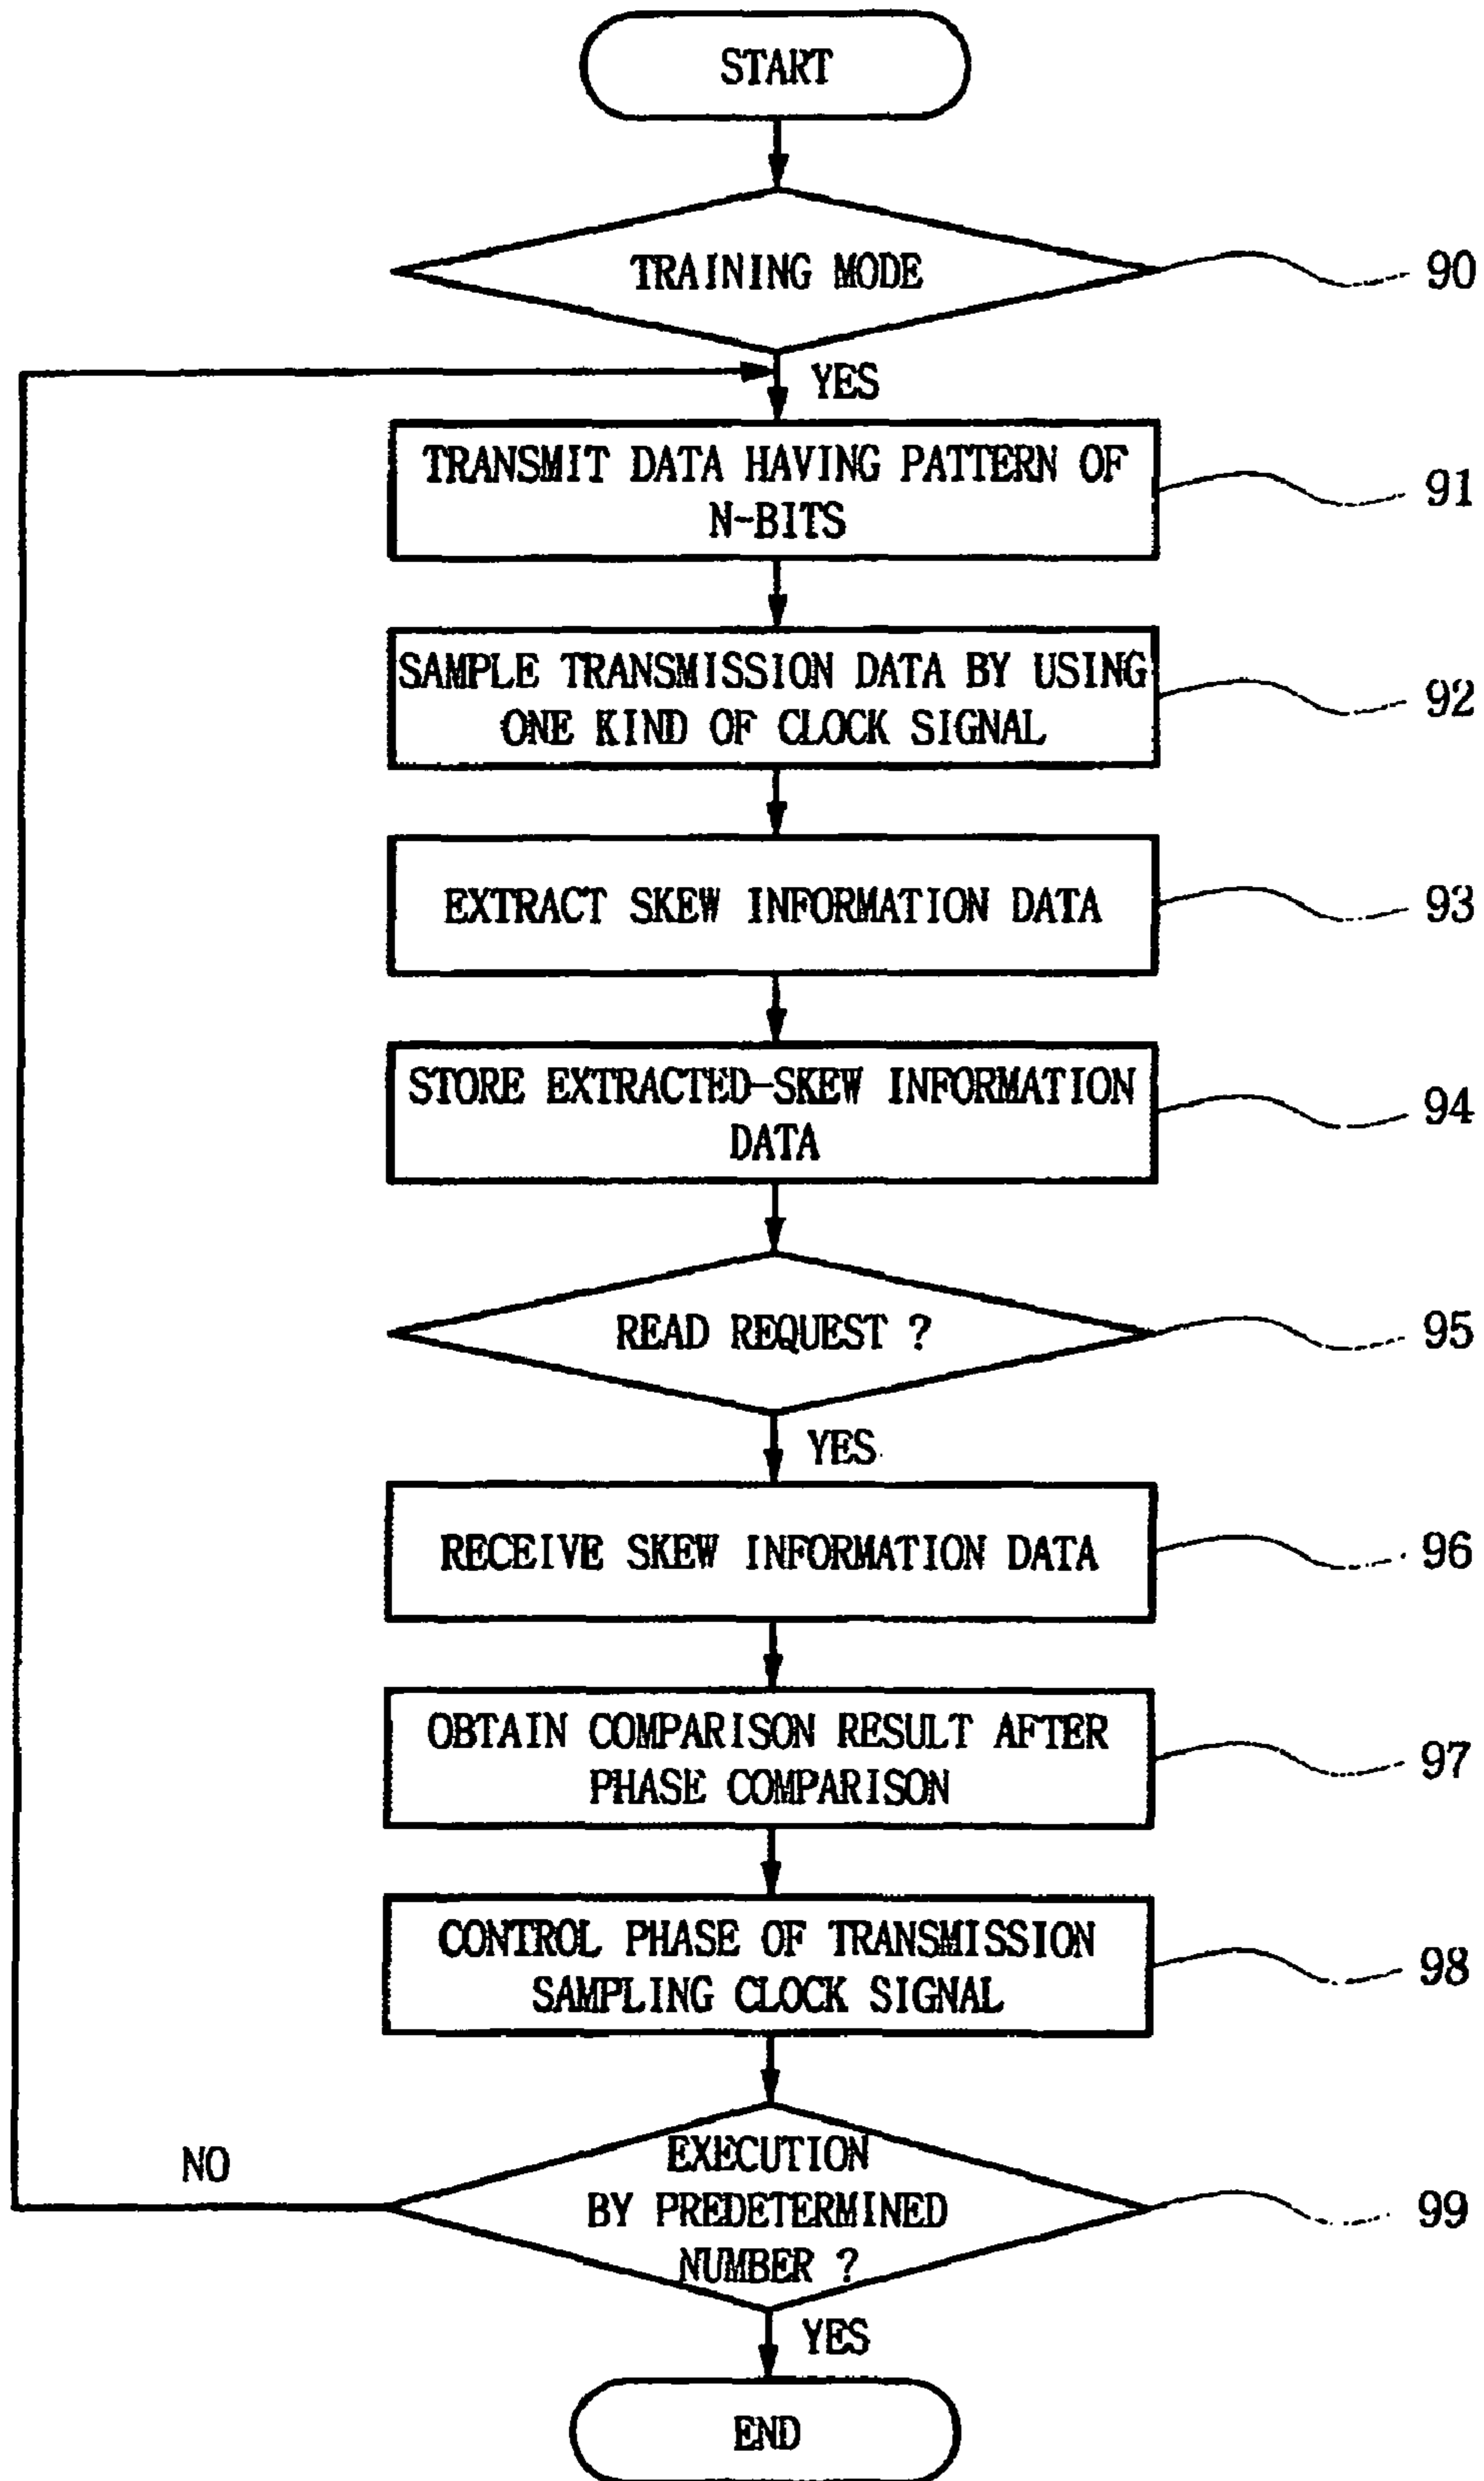 START
TRAINING MODE
90
YES
TRANSMIT DATA HAVING PATTERN OF
N-BITS
91
SAMPLE TRANSMISSION DATA BY USING
ONE KIND OF CLOCK SIGNAL
92
EXTRACT SKEW INFORMATION DATA
93
STORE EXTRACTED-SKEW INFORMATION
DATA
94
READ REQUEST ?
95
YES
RECEIVE SKEW INFORMATION DATA
96
OBTAIN COMPARISON RESULT AFTER
PHASE COMPARISON
97
CONTROL PHASE OF TRANSMISSION
SAMPLING CLOCK SIGNAL
98
NO
EXECUTION
BY PREDETERMINED
NUMBER ?
99
YES
END